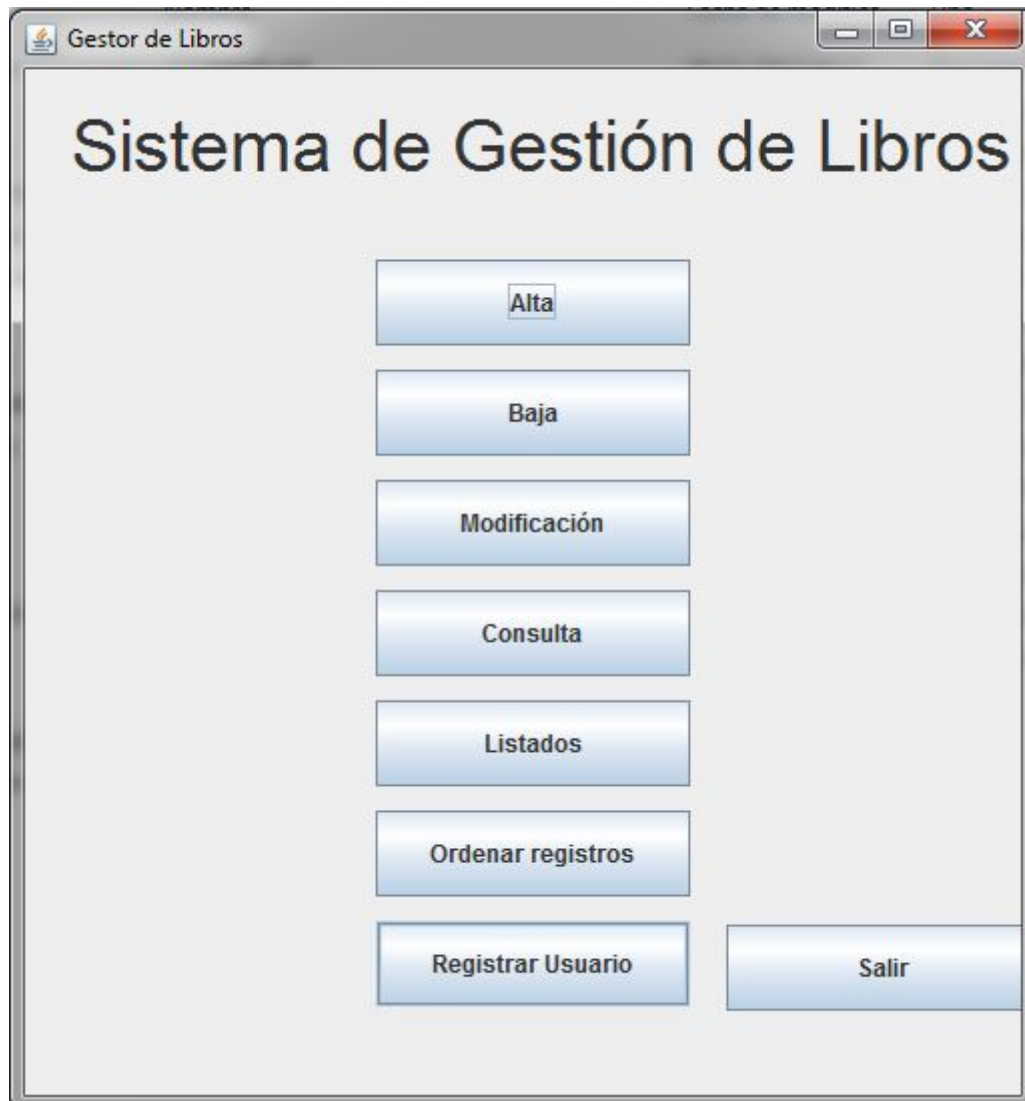 Gestor de Libros
Sistema de Gestión de Libros
Alta
Baja
Modificación
Consulta
Listados
Ordenar registros
Registrar Usuario
Salir